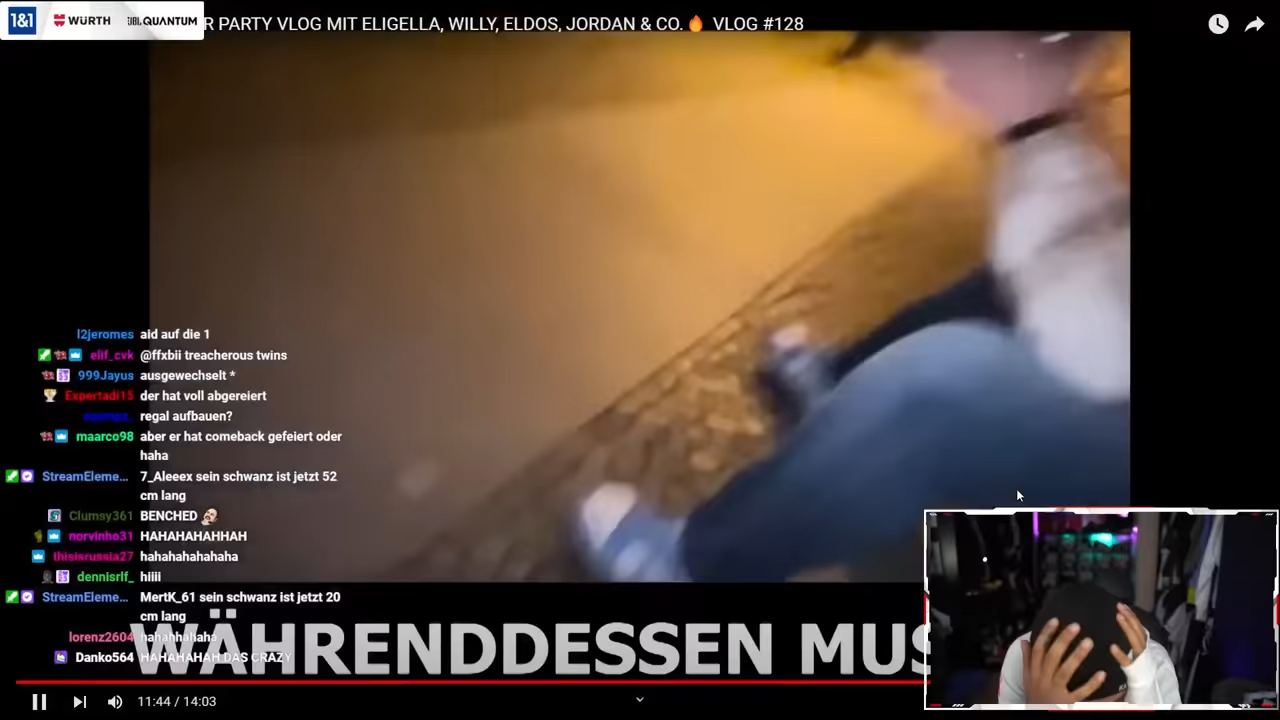 1&1 WÜRTH JBL QUANTUM
R PARTY VLOG MIT ELIGELLA, WILLY, ELDOS, JORDAN & CO.🔥 VLOG #128
l2jeromes ald auf die 1
elif_cvk @ffxbii treacherous twins
999Jayus ausgewechselt *
Expertadi15 der hat voll abgereiert
regal aufbauen?
maarco98 aber er hat comeback gefeiert oder
haha
StreamEleme... 7_Aleeex sein schwanz ist jetzt 52
cm lang
Clumsy361 BENCHED
norvinho31 HAHAHAHAHHAH
thisisrussia27 hahahahahahaha
dennisrlf_ hiiii
StreamEleme... MertK_61 sein schwanz ist jetzt 20
cm lang
lorenz2604 hahahhahaha
Danko564 HAHAHAHAH DAS CRAZY
WÄHRENDDESSEN MUS
11:44 / 14:03